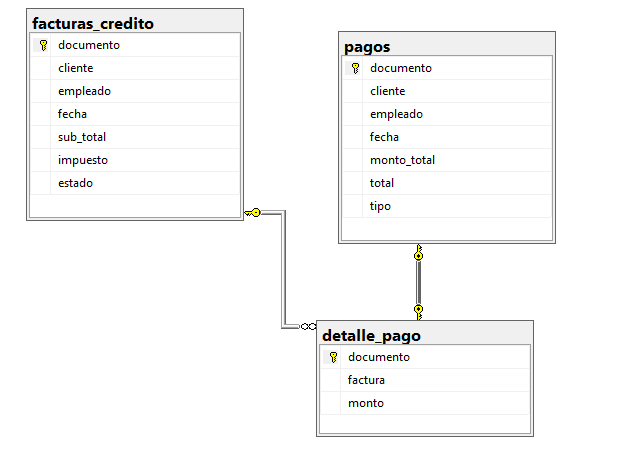 facturas_credito
documento
cliente
empleado
fecha
sub_total
impuesto
estado
pagos
documento
cliente
empleado
fecha
monto_total
total
tipo
detalle_pago
documento
factura
monto